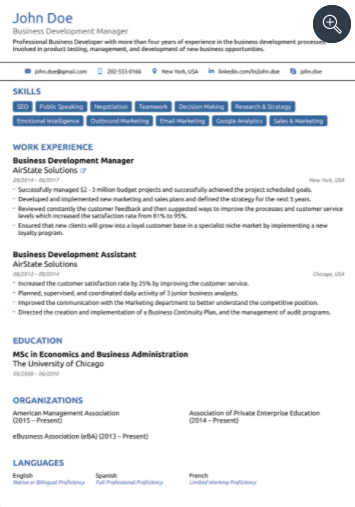 John Doe
Business Development Manager
Professional Business Developer with more than four years of experience in the business development processes.
Involved in product testing, management, and development of new business opportunities.
john.doe@gmail.com 202-555-0166 New York, USA linkedin.com/in/john.doe john.doe
SKILLS
SEO Public Speaking Negotiation Teamwork Decision Making Research & Strategy
Emotional Intelligence Outbound Marketing Email Marketing Google Analytics Sales & Marketing
WORK EXPERIENCE
Business Development Manager
AirState Solutions
09/2014 – 06/2017 New York, USA
– Successfully managed $2 - 3 million budget projects and successfully achieved the project scheduled goals.
– Developed and implemented new marketing and sales plans and defined the strategy for the next 5 years.
– Reviewed constantly the customer feedback and then suggested ways to improve the processes and customer service
levels which increased the satisfaction rate from 81% to 95%.
– Ensured that new clients will grow into a loyal customer base in a specialist niche market by implementing a new
loyalty program.
Business Development Assistant
AirState Solutions
08/2012 – 09/2014 Chicago, USA
– Increased the customer satisfaction rate by 25% by improving the customer service.
– Planned, supervised, and coordinated daily activity of 3 junior business analysts.
– Improved the communication with the Marketing department to better understand the competitive position.
– Directed the creation and implementation of a Business Continuity Plan, and the management of audit programs.
EDUCATION
MSc in Economics and Business Administration
The University of Chicago
09/2008 – 06/2010
ORGANIZATIONS
American Management Association Association of Private Enterprise Education
(2015 – Present) (2014 – Present)
eBusiness Association (eBA) (2013 – Present)
LANGUAGES
English Spanish French
Native or Bilingual Proficiency Full Professional Proficiency Limited Working Proficiency